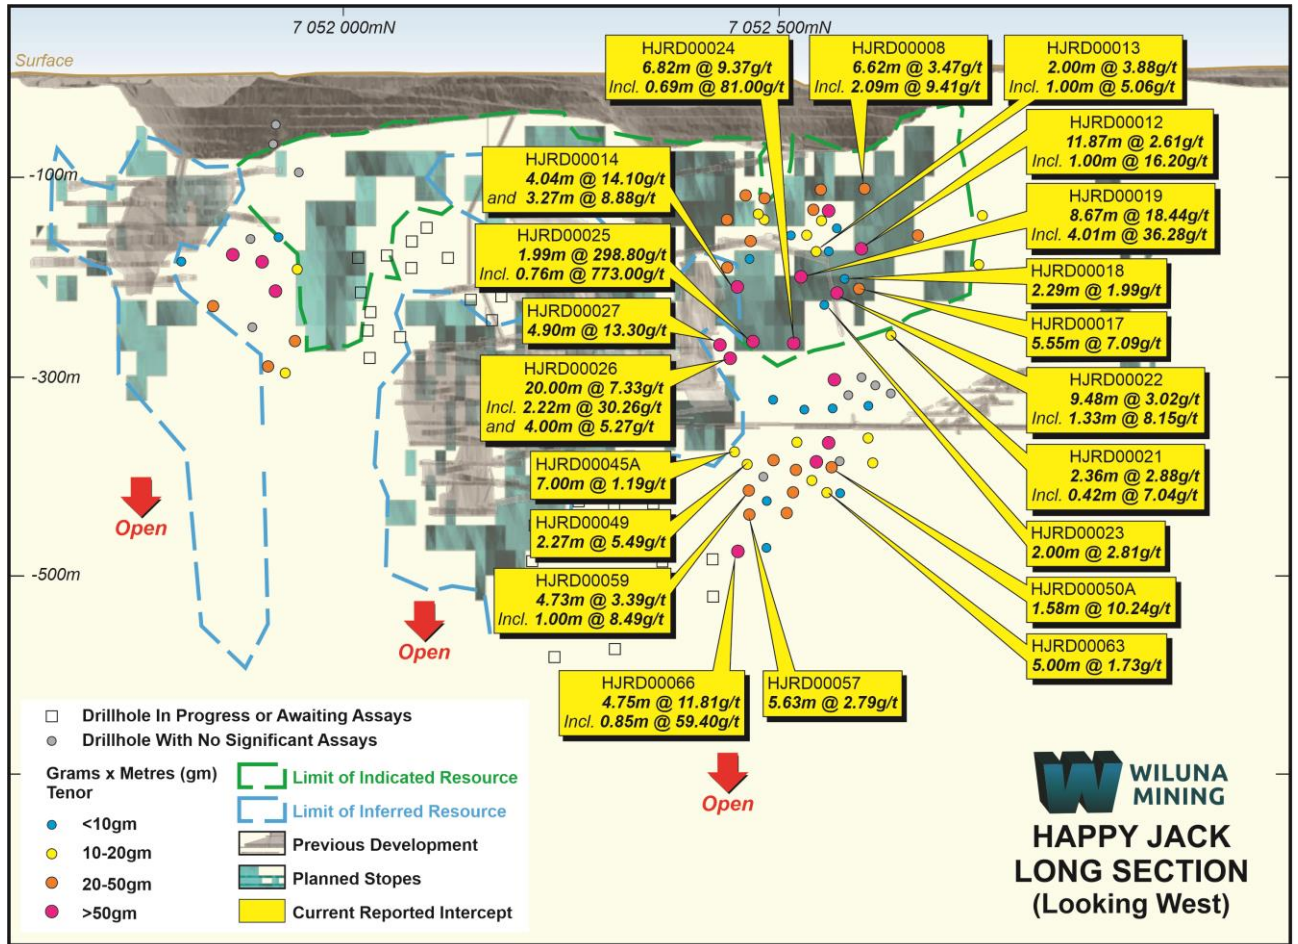 7 052 000mN
7 052 500mN
Surface
-100m
-300m
-500m
HJRD00024
6.82m @ 9.37g/t
Incl. 0.69m @ 81.00g/t
HJRD00008
6.62m @ 3.47g/t
Incl. 2.09m @ 9.41g/t
HJRD00013
2.00m @ 3.88g/t
Incl. 1.00m @ 5.06g/t
HJRD00012
11.87m @ 2.61g/t
Incl. 1.00m @ 16.20g/t
HJRD00014
4.04m @ 14.10g/t
and 3.27m @ 8.88g/t
HJRD00019
8.67m @ 18.44g/t
Incl. 4.01m @ 36.28g/t
HJRD00025
1.99m @ 298.80g/t
Incl. 0.76m @ 773.00g/t
HJRD00018
2.29m @ 1.99g/t
HJRD00027
4.90m @ 13.30g/t
HJRD00017
5.55m @ 7.09g/t
HJRD00026
20.00m @ 7.33g/t
Incl. 2.22m @ 30.26g/t
and 4.00m @ 5.27g/t
HJRD00022
9.48m @ 3.02g/t
Incl. 1.33m @ 8.15g/t
HJRD00045A
7.00m @ 1.19g/t
HJRD00021
2.36m @ 2.88g/t
Incl. 0.42m @ 7.04g/t
HJRD00049
2.27m @ 5.49g/t
HJRD00023
2.00m @ 2.81g/t
HJRD00059
4.73m @ 3.39g/t
Incl. 1.00m @ 8.49g/t
HJRD00050A
1.58m @ 10.24g/t
HJRD00063
5.00m @ 1.73g/t
HJRD00066
4.75m @ 11.81g/t
Incl. 0.85m @ 59.40g/t
HJRD00057
5.63m @ 2.79g/t
Open
Open
Open
Drillhole In Progress or Awaiting Assays
Drillhole With No Significant Assays
Grams x Metres (gm)
Tenor
<10gm
10-20gm
20-50gm
>50gm
Limit of Indicated Resource
Limit of Inferred Resource
Previous Development
Planned Stopes
Current Reported Intercept
WILUNA
MINING
HAPPY JACK
LONG SECTION
(Looking West)